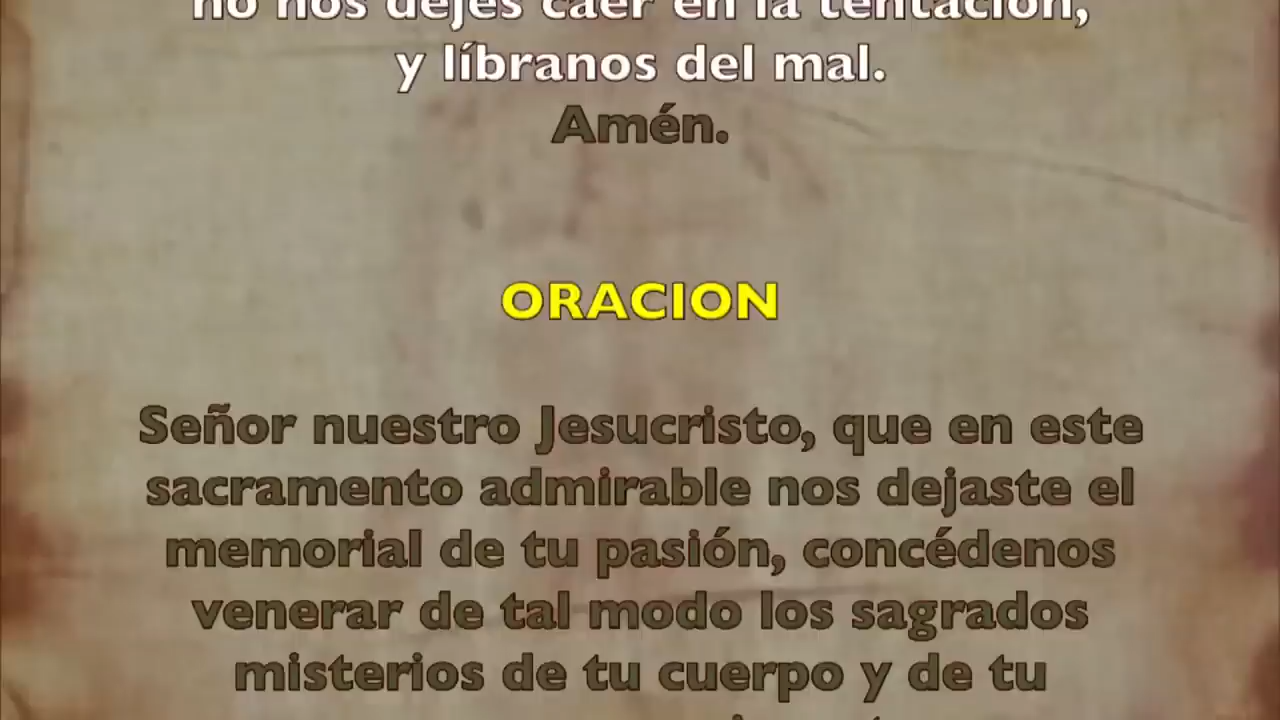 no nos dejes caer en la tentación,
y líbranos del mal.
Amén.
ORACION
Señor nuestro Jesucristo, que en este
sacramento admirable nos dejaste el
memorial de tu pasión, concédenos
venerar de tal modo los sagrados
misterios de tu cuerpo y de tu